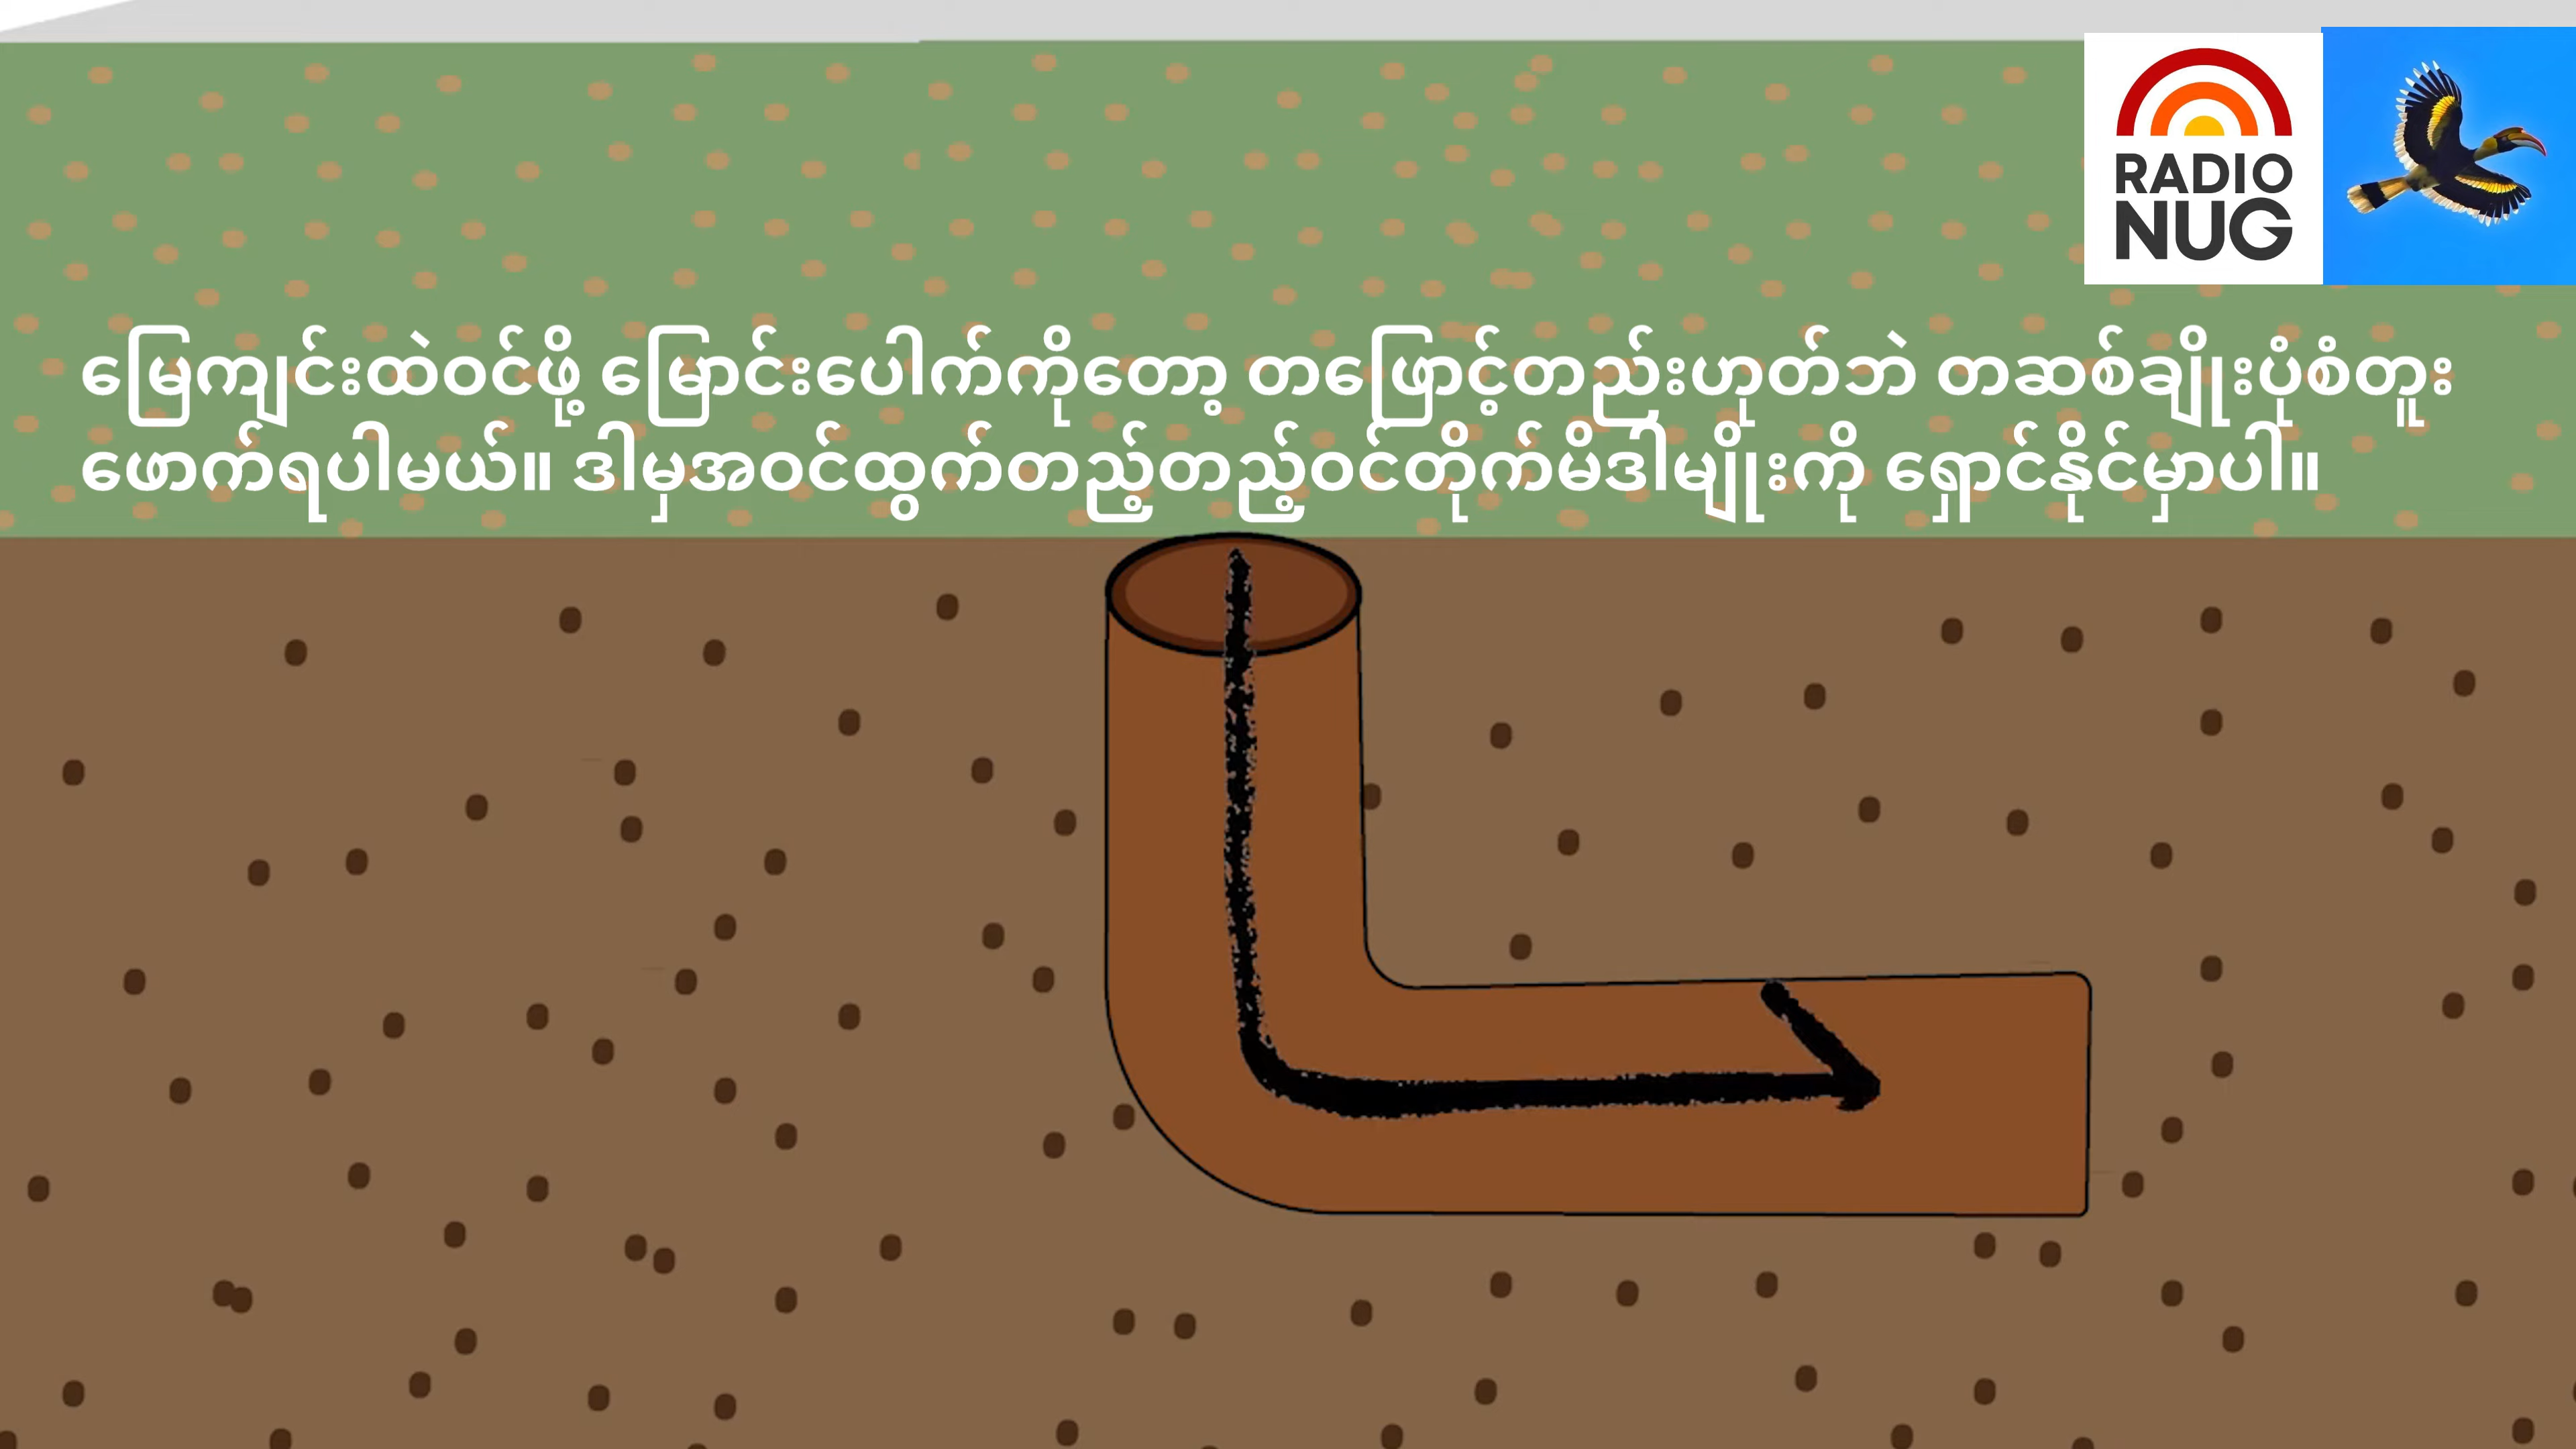 RADIO
NUG
မြေကျင်းထဲဝင်ဖို့ မြောင်းပေါက်ကိုတော့ တဖြောင့်တည်းဟုတ်ဘဲ တဆစ်ချိုးပုံစံတူး
ဖောက်ရပါမယ်။ ဒါမှအဝင်ထွက်တည့်တည့်ဝင်တိုက်မိဒါမျိုးကို ရှောင်နိုင်မှာပါ။